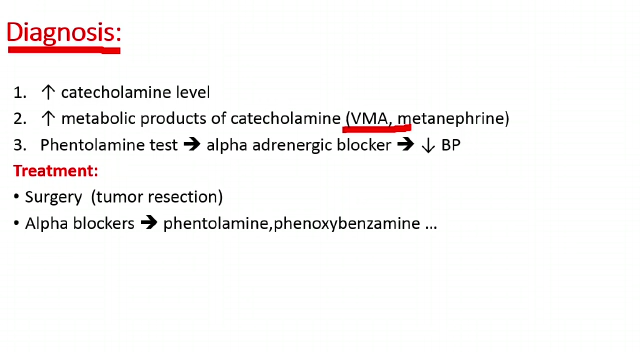 Diagnosis:
1. ↑ catecholamine level
2. ↑ metabolic products of catecholamine (VMA, metanephrine)
3. Phentolamine test → alpha adrenergic blocker → ↓ BP
Treatment:
• Surgery (tumor resection)
• Alpha blockers → phentolamine,phenoxybenzamine ...